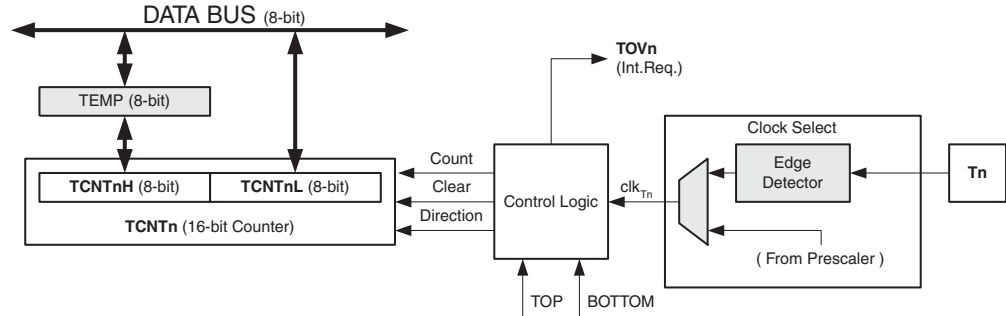 DATA BUS (8-bit)
TOVn
(Int.Req.)
TEMP (8-bit)
Clock Select
Count
Edge
Detector
Tn
TCNTnH (8-bit) TCNTnL (8-bit)
Clear
Control Logic
clkTn
TCNTn (16-bit Counter)
Direction
( From Prescaler )
TOP BOTTOM